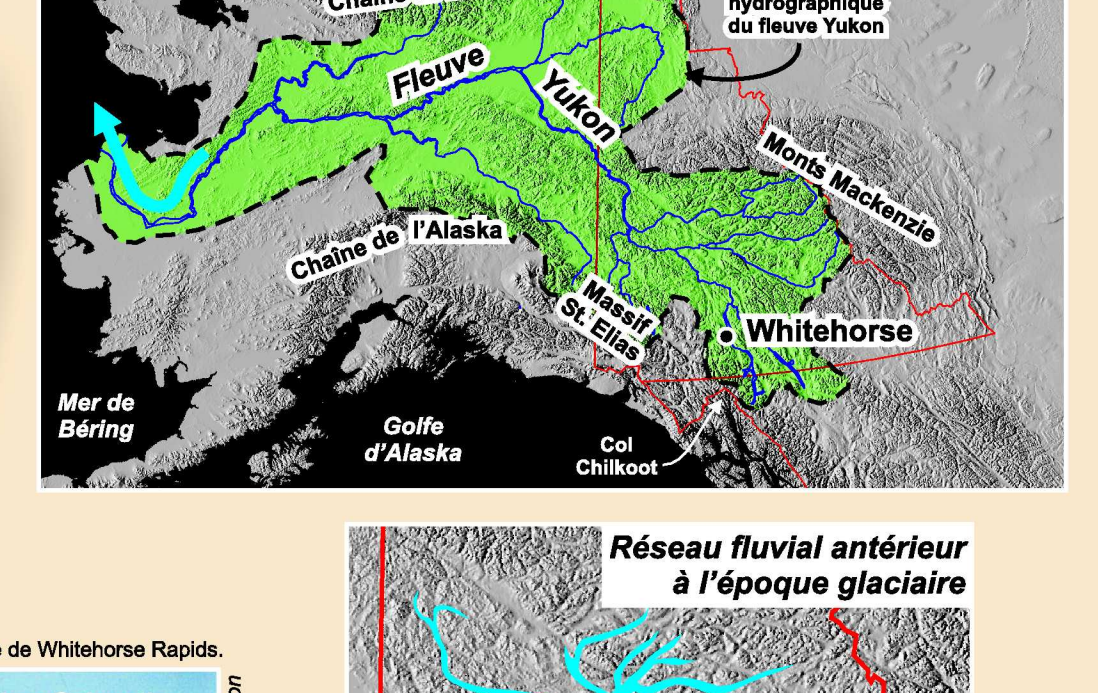 Chaîne
hydrographique
du fleuve Yukon
Fleuve
Yukon
Monts Mackenzie
Chaîne de l'Alaska
Massif
St. Elias
Whitehorse
Mer de
Béring
Golfe
d'Alaska
Col
Chilkoot
Réseau fluvial antérieur
à l'époque glaciaire
de Whitehorse Rapids.